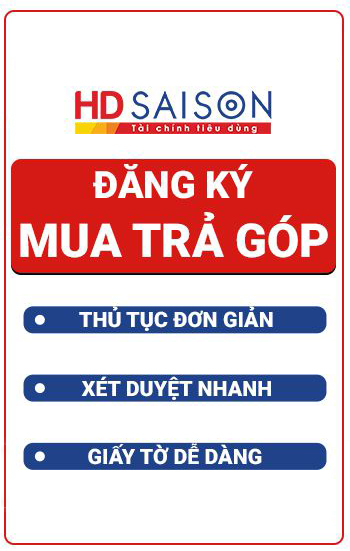 HD SAISON
Tài chính tiêu dùng
ĐĂNG KÝ
MUA TRẢ GÓP
THỦ TỤC ĐƠN GIẢN
XÉT DUYỆT NHANH
GIẤY TỜ DỄ DÀNG